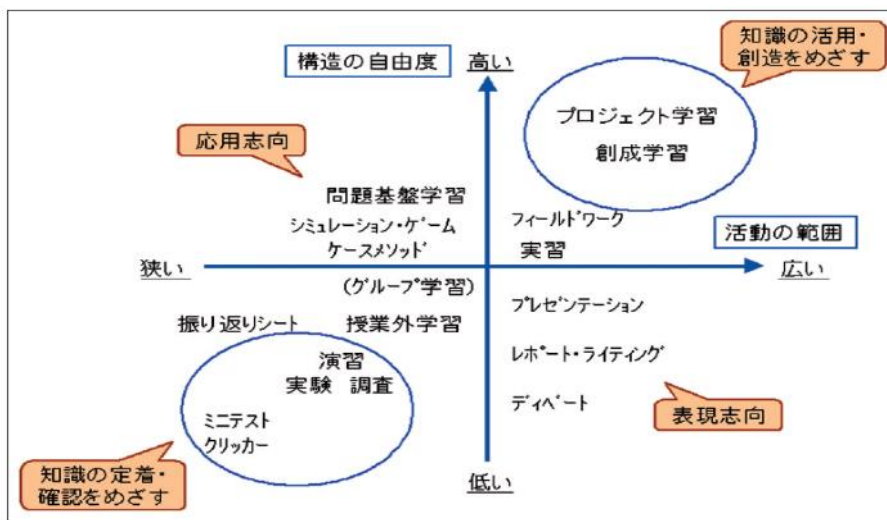 構造の自由度
高い
知識の活用・
創造をめざす
プロジェクト学習
創成学習
応用志向
問題基盤学習
シミュレーション・ゲーム
ケースメソッド
フィールドワーク
実習
活動の範囲
狭い
広い
(グループ学習)
プレゼンテーション
振り返りシート
授業外学習
演習
実験 調査
レポート・ライティング
ミニテスト
クリッカー
ディベート
表現志向
知識の定着・
確認をめざす
低い